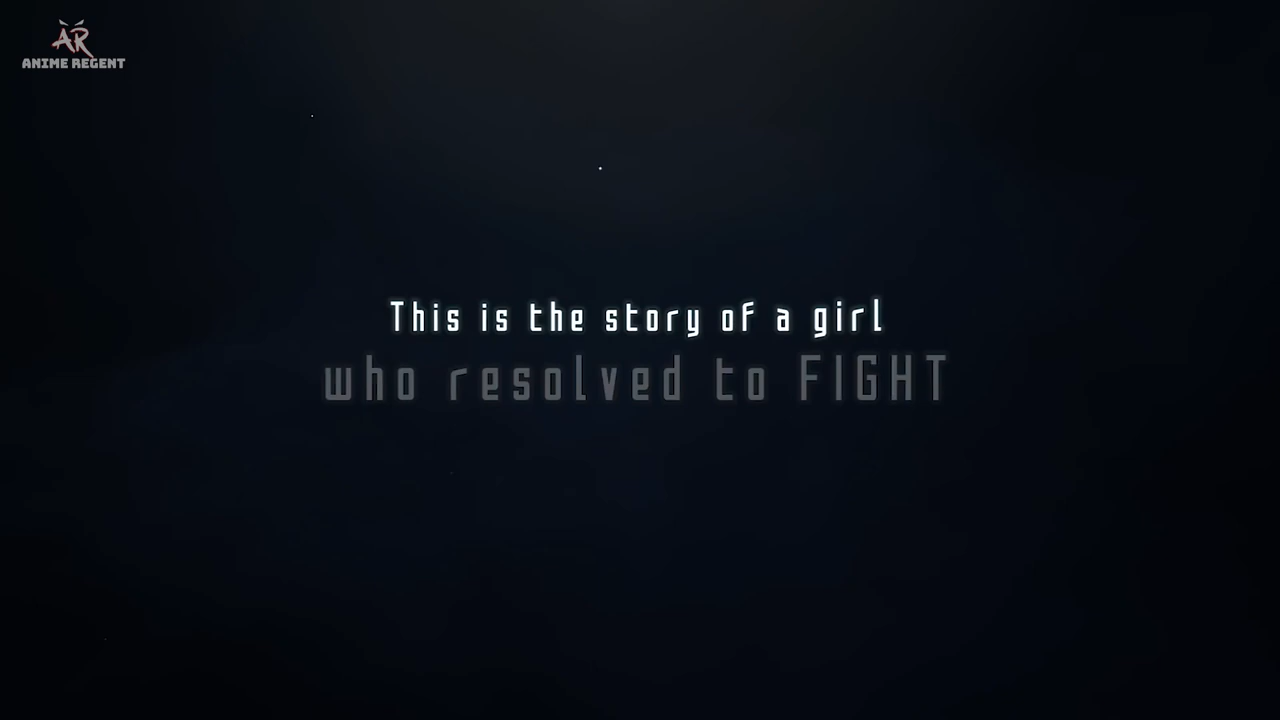 AR
ANIME REGENT
This is the story of a girl
who resolved to FIGHT